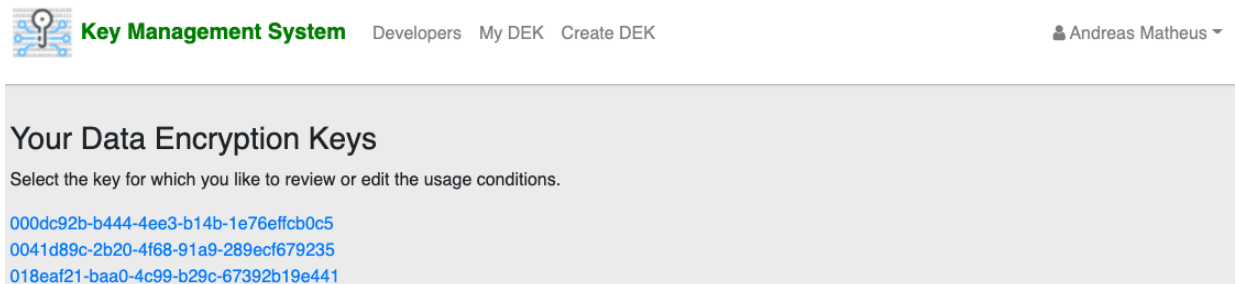 Key Management System Developers My DEK Create DEK Andreas Matheus
Your Data Encryption Keys
Select the key for which you like to review or edit the usage conditions.
000dc92b-b444-4ee3-b14b-1e76effcb0c5
0041d89c-2b20-4f68-91a9-289ecf679235
018eaf21-baa0-4c99-b29c-67392b19e441